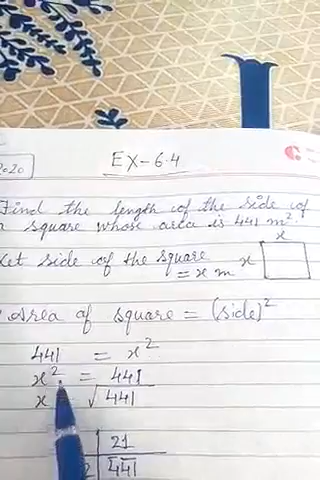 2020
EX-6.4
Find the length of the side of
a square whose area is 441 m².
x
Let side of the square
= x m
x
Area of square = (side)²
441 = x²
x² = 441
x √441
21
2 441